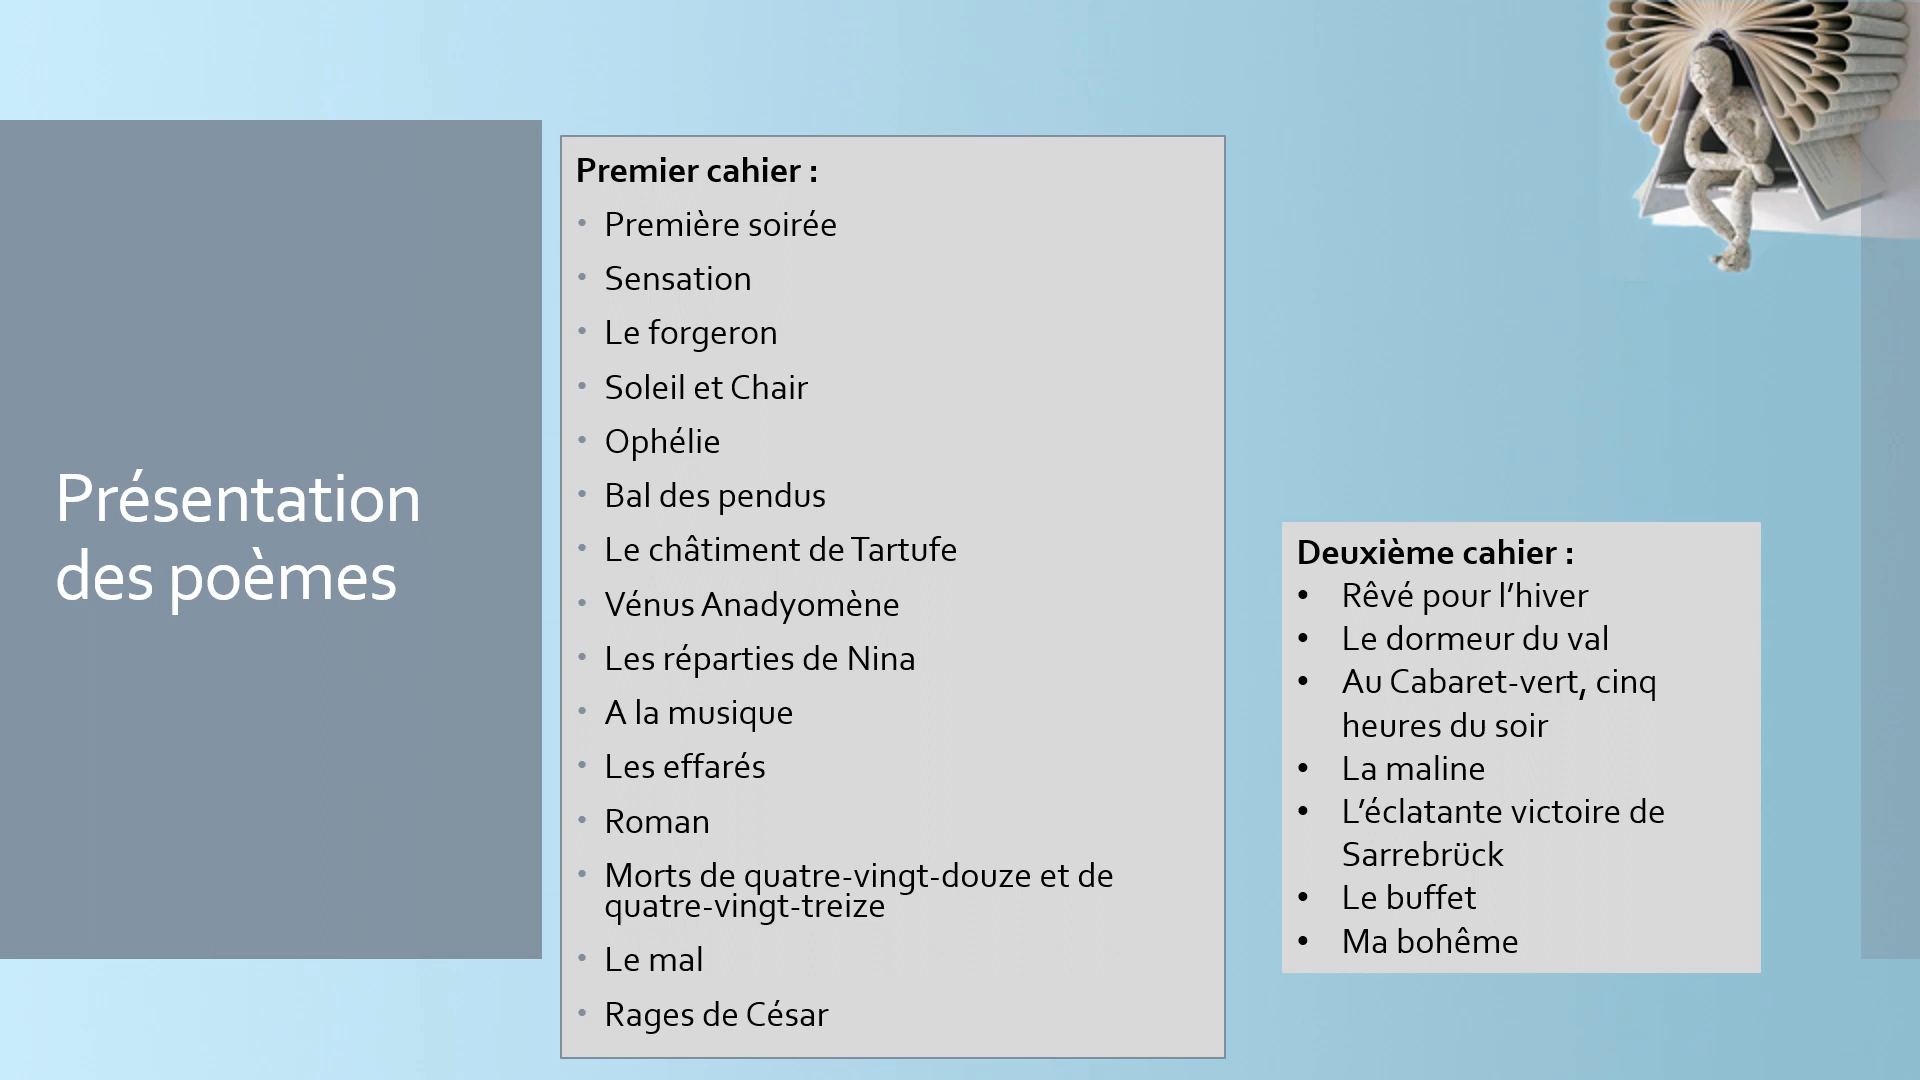 Présentation
des poèmes
Premier cahier :
• Première soirée
• Sensation
• Le forgeron
• Soleil et Chair
• Ophélie
• Bal des pendus
• Le châtiment de Tartufe
• Vénus Anadyomène
• Les réparties de Nina
• A la musique
• Les effarés
• Roman
• Morts de quatre-vingt-douze et de
quatre-vingt-treize
• Le mal
• Rages de César
Deuxième cahier :
• Rêvé pour l’hiver
• Le dormeur du val
• Au Cabaret-vert, cinq
heures du soir
• La maline
• L’éclatante victoire de
Sarrebrück
• Le buffet
• Ma bohême